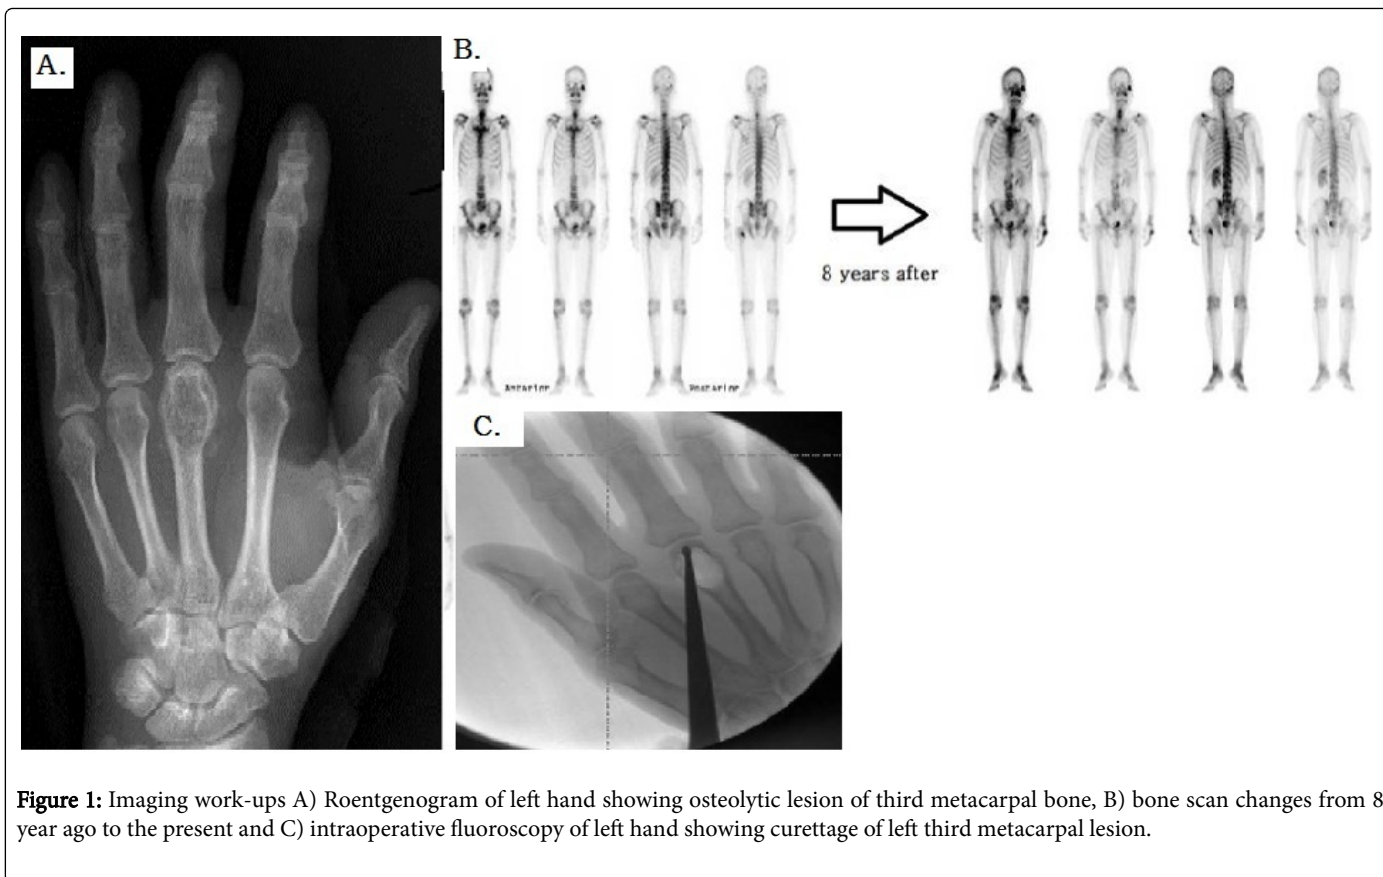 A.
B.
8 years after
Anterior
Posterior
C.
Figure 1: Imaging work-ups A) Roentgenogram of left hand showing osteolytic lesion of third metacarpal bone, B) bone scan changes from 8
year ago to the present and C) intraoperative fluoroscopy of left hand showing curettage of left third metacarpal lesion.